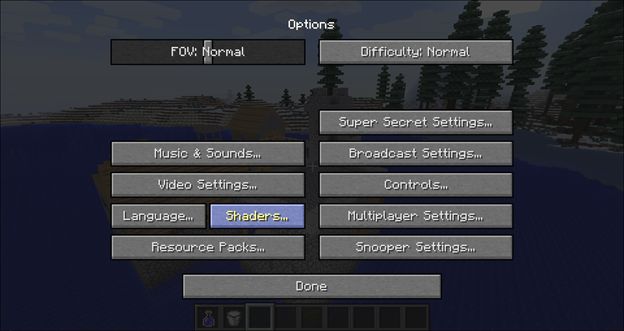 Options
FOV: Normal
Difficulty: Normal
Super Secret Settings...
Music & Sounds...
Broadcast Settings...
Video Settings...
Controls...
Language...
Shaders...
Multiplayer Settings...
Resource Packs...
Snooper Settings...
Done